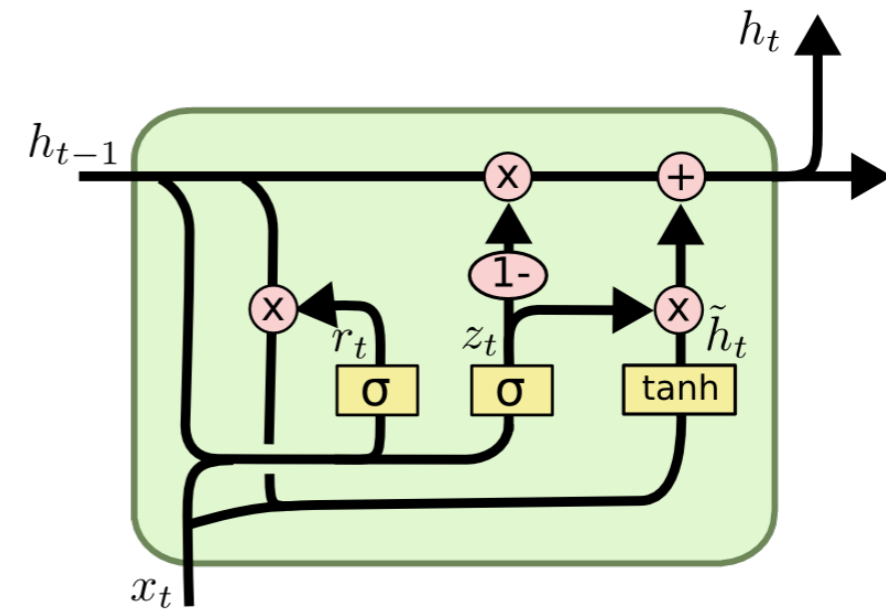 h_t
h_{t-1}
x +
1-
x r_t z_t x h̃_t
σ σ tanh
x_t